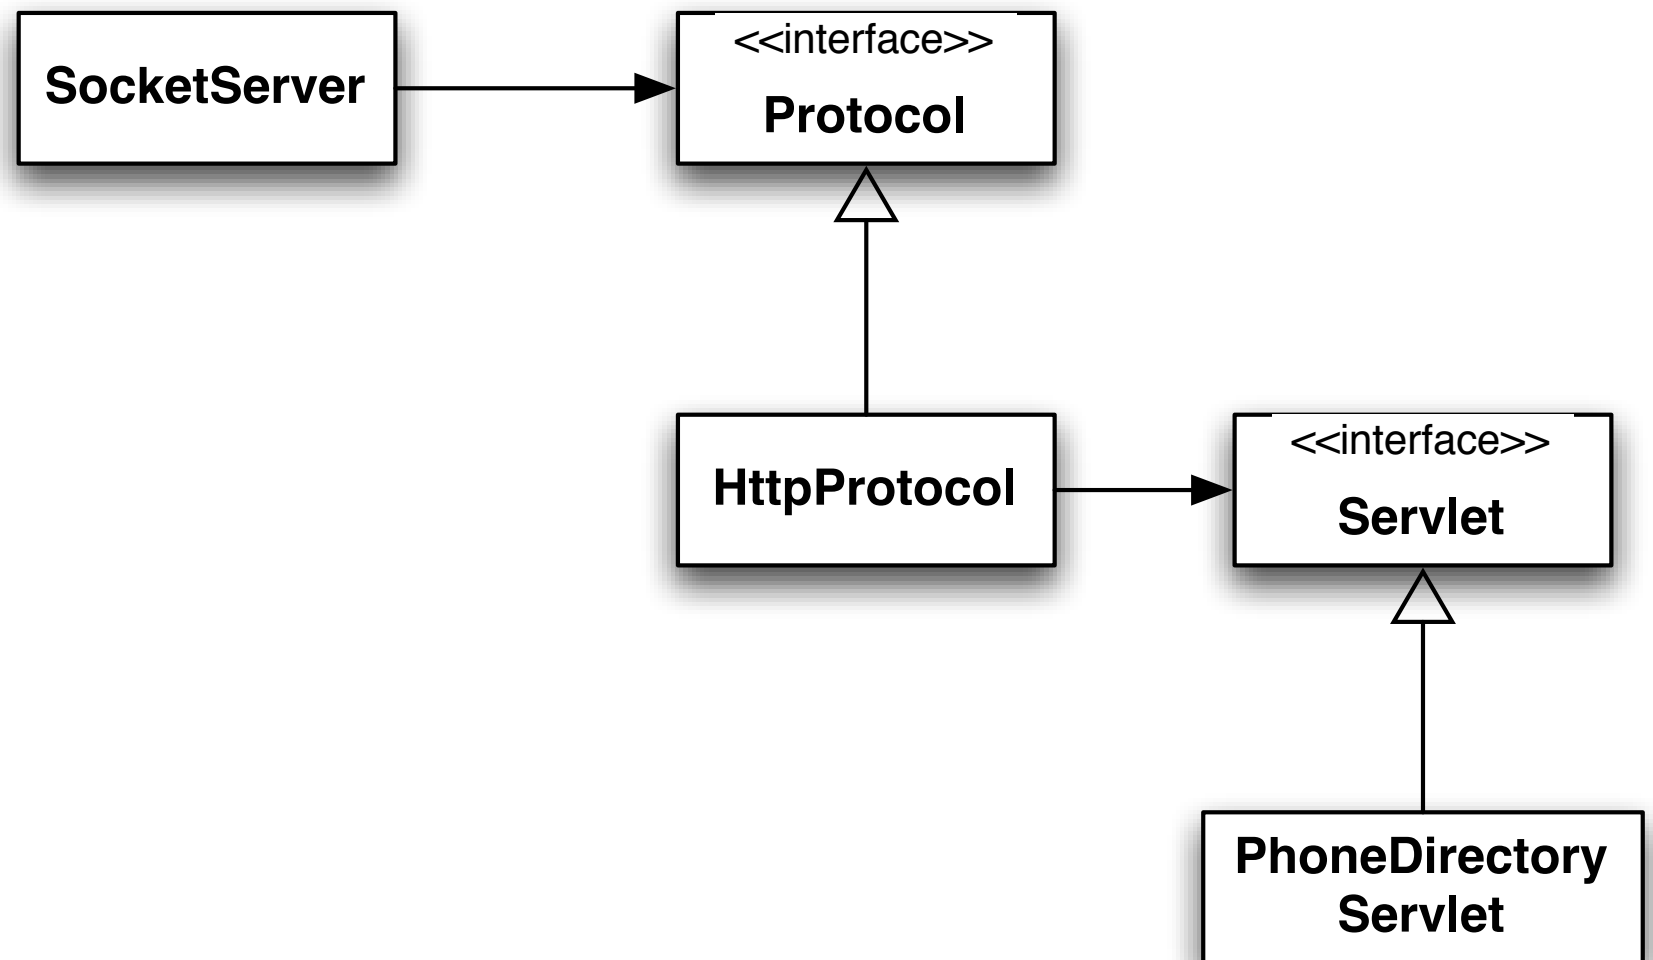 SocketServer
<<interface>>
Protocol
HttpProtocol
<<interface>>
Servlet
PhoneDirectory
Servlet